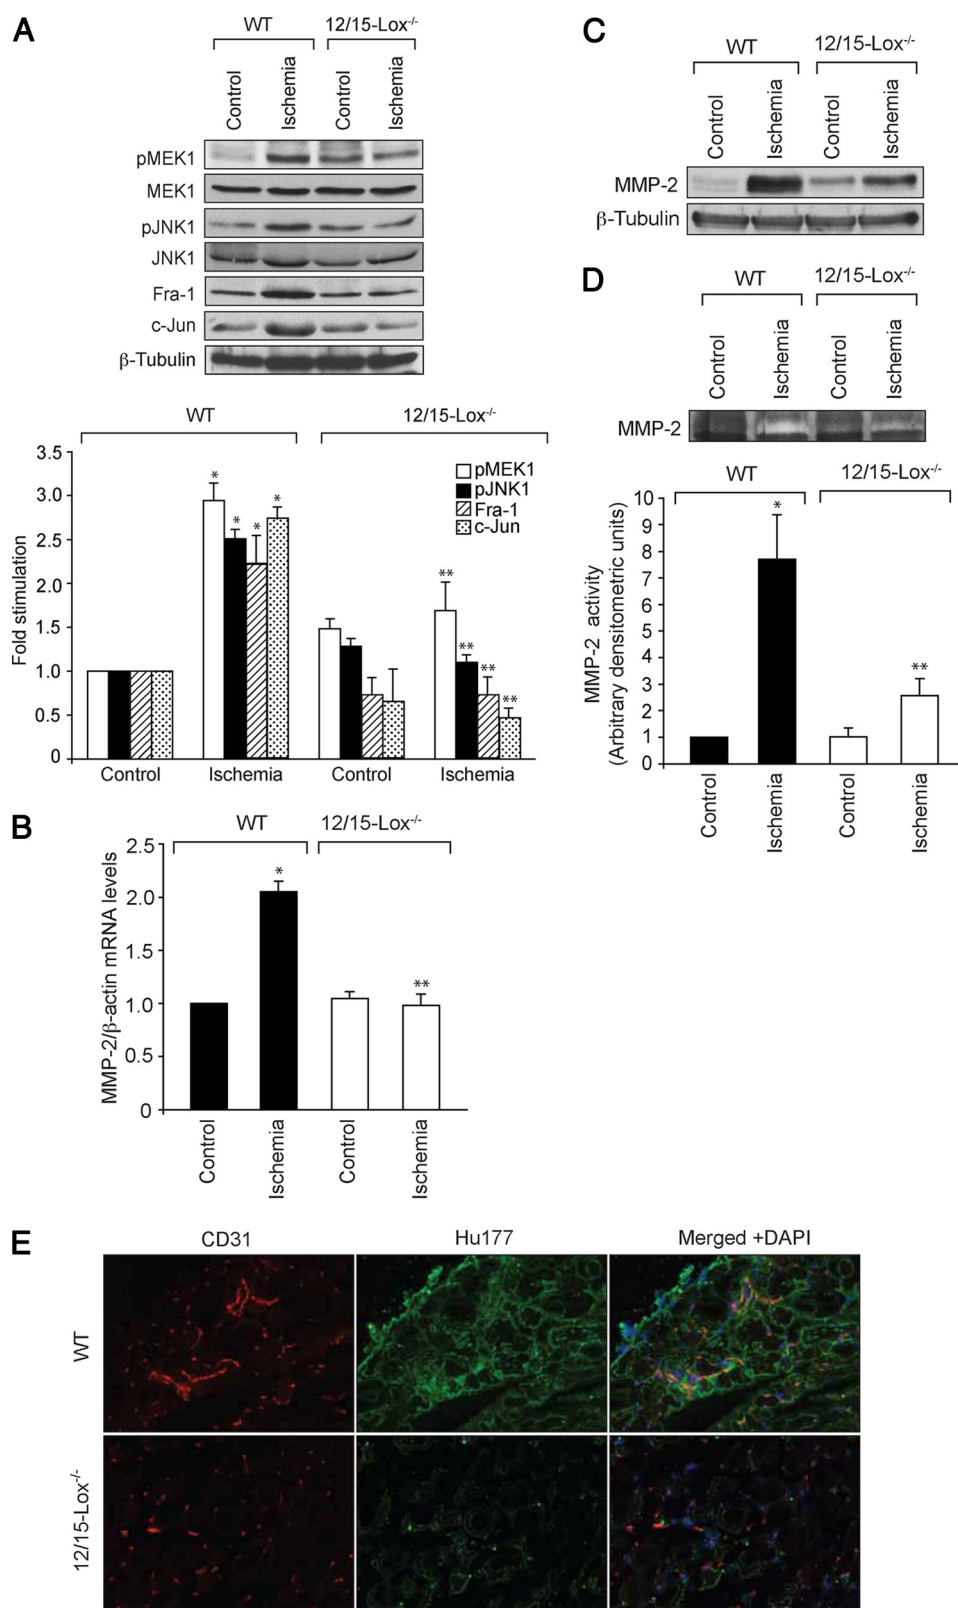 A
WT 12/15-Lox-/-
Control Ischemia Control Ischemia
pMEK1
MEK1
pJNK1
JNK1
Fra-1
c-Jun
β-Tubulin
WT 12/15-Lox-/-
Fold stimulation
3.5
3.0
2.5
2.0
1.5
1.0
0.5
0
* * * *
** ** ** **
pMEK1
pJNK1
Fra-1
c-Jun
Control Ischemia Control Ischemia
B
WT 12/15-Lox-/-
MMP-2/β-actin mRNA levels
2.5
2.0
1.5
1.0
0.5
0
* **
Control Ischemia Control Ischemia
C
WT 12/15-Lox-/-
Control Ischemia Control Ischemia
MMP-2
β-Tubulin
D
WT 12/15-Lox-/-
Control Ischemia Control Ischemia
MMP-2
WT 12/15-Lox-/-
MMP-2 activity
(Arbitrary densitometric units)
10
9
8
7
6
5
4
3
2
1
0
* **
Control Ischemia Control Ischemia
E
CD31 Hu177 Merged +DAPI
WT
12/15-Lox-/-